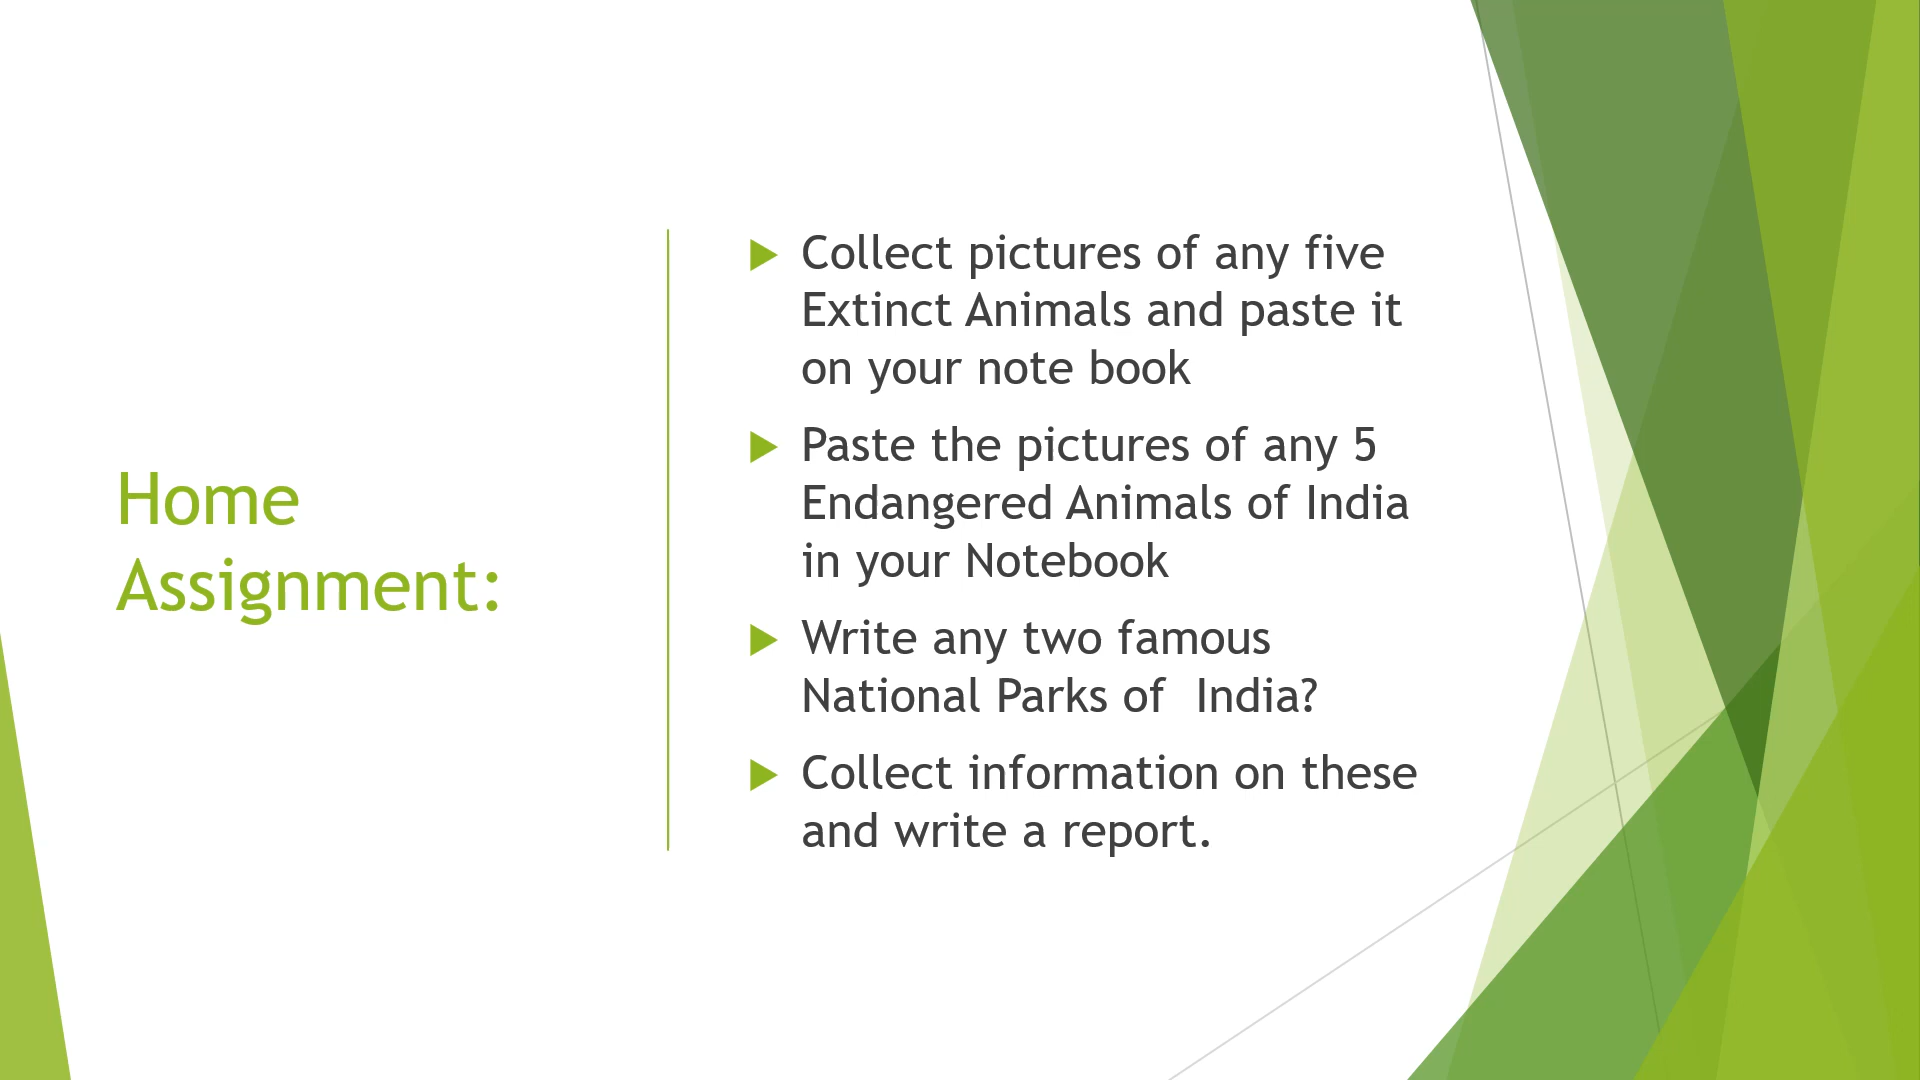 Home
Assignment:
Collect pictures of any five
Extinct Animals and paste it
on your note book
Paste the pictures of any 5
Endangered Animals of India
in your Notebook
Write any two famous
National Parks of  India?
Collect information on these
and write a report.